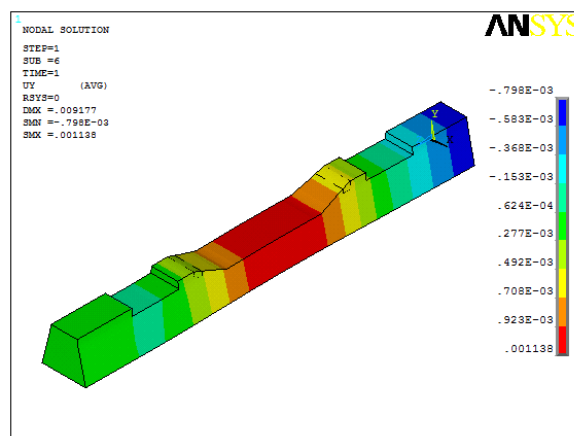 1
NODAL SOLUTION
ANSYS
STEP=1
SUB =6
TIME=1
UY (AVG)
RSYS=0
DMX =.009177
SMN =-.798E-03
SMX =.001138
Y
X
-.798E-03
-.583E-03
-.368E-03
-.153E-03
.624E-04
.277E-03
.492E-03
.708E-03
.923E-03
.001138